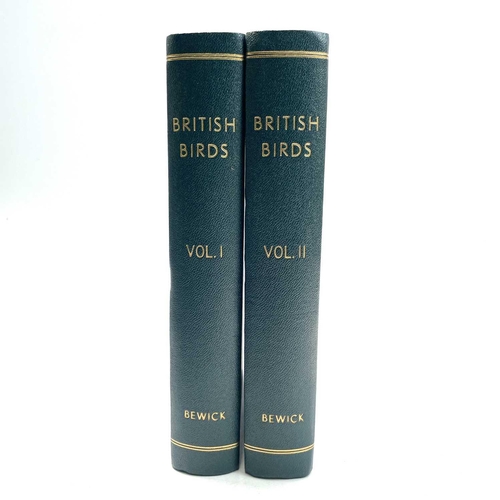 BRITISH
BIRDS
VOL. I
BEWICK
BRITISH
BIRDS
VOL. II
BEWICK